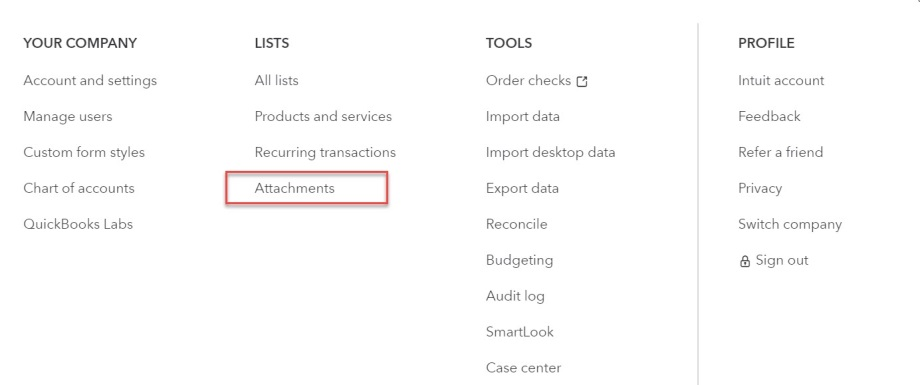 YOUR COMPANY
Account and settings
Manage users
Custom form styles
Chart of accounts
QuickBooks Labs
LISTS
All lists
Products and services
Recurring transactions
Attachments
TOOLS
Order checks
Import data
Import desktop data
Export data
Reconcile
Budgeting
Audit log
SmartLook
Case center
PROFILE
Intuit account
Feedback
Refer a friend
Privacy
Switch company
Sign out